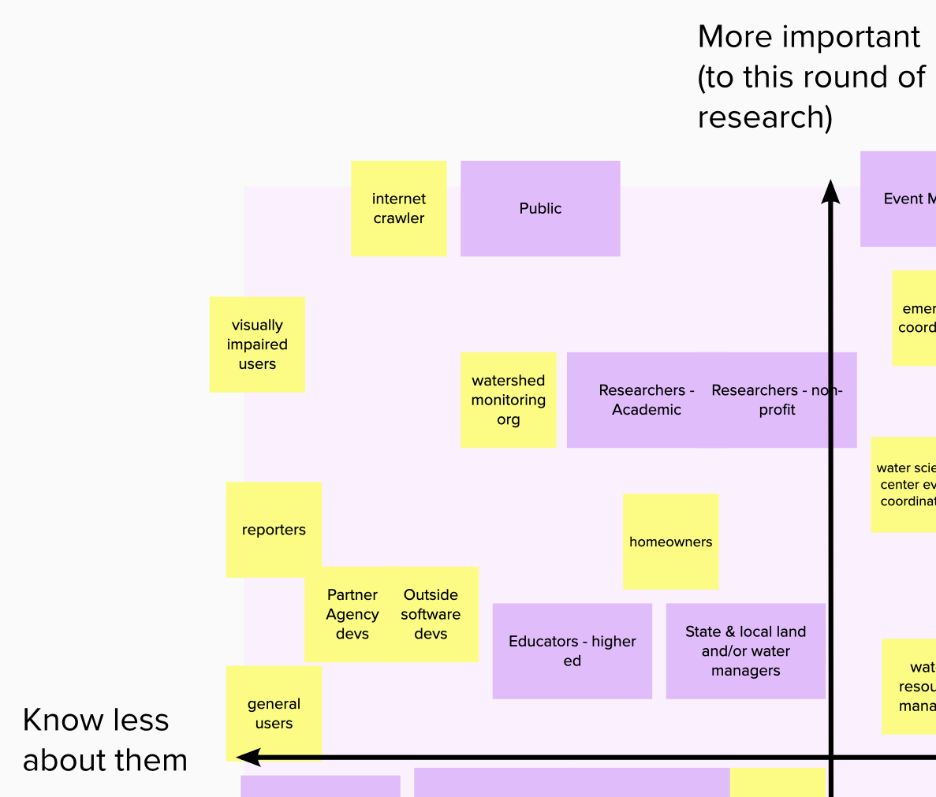 More important
(to this round of
research)
internet
crawler
Public
Event
visually
impaired
users
watershed
monitoring
org
Researchers -
Academic
Researchers - non-
profit
water
center
reporters
homeowners
Partner
Agency
devs
Outside
software
devs
Educators - higher
ed
State & local land
and/or water
managers
general
users
Know less
about them